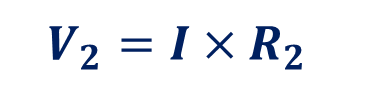 V₂ = I × R₂